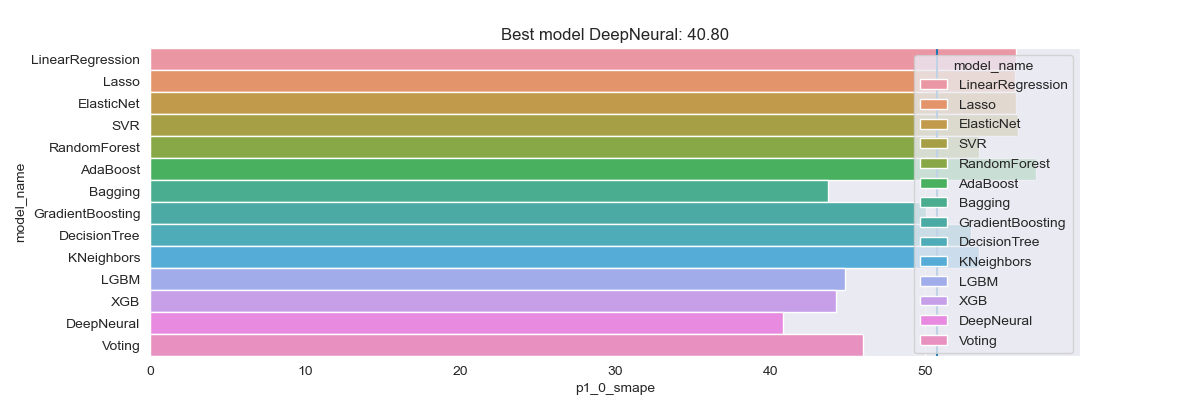 Best model DeepNeural: 40.80
model_name
LinearRegression
Lasso
ElasticNet
SVR
RandomForest
AdaBoost
Bagging
GradientBoosting
DecisionTree
KNeighbors
LGBM
XGB
DeepNeural
Voting
model_name
LinearRegression
Lasso
ElasticNet
SVR
RandomForest
AdaBoost
Bagging
GradientBoosting
DecisionTree
KNeighbors
LGBM
XGB
DeepNeural
Voting
0 10 20 30 40 50
p1_0_smape